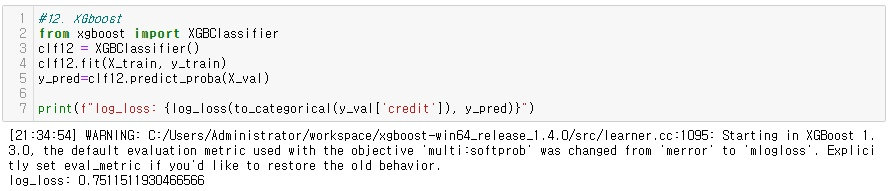 1 #12. XGboost
2 from xgboost import XGBClassifier
3 clf12 = XGBClassifier()
4 clf12.fit(X_train, y_train)
5 y_pred=clf12.predict_proba(X_val)
6
7 print(f"log_loss: {log_loss(to_categorical(y_val['credit']), y_pred)}")
[21:34:54] WARNING: C:/Users/Administrator/workspace/xgboost-win64_release_1.4.0/src/learner.cc:1095: Starting in XGBoost 1.
3.0, the default evaluation metric used with the objective 'multi:softprob' was changed from 'merror' to 'mlogloss'. Explici
tly set eval_metric if you'd like to restore the old behavior.
log_loss: 0.7511511930466566